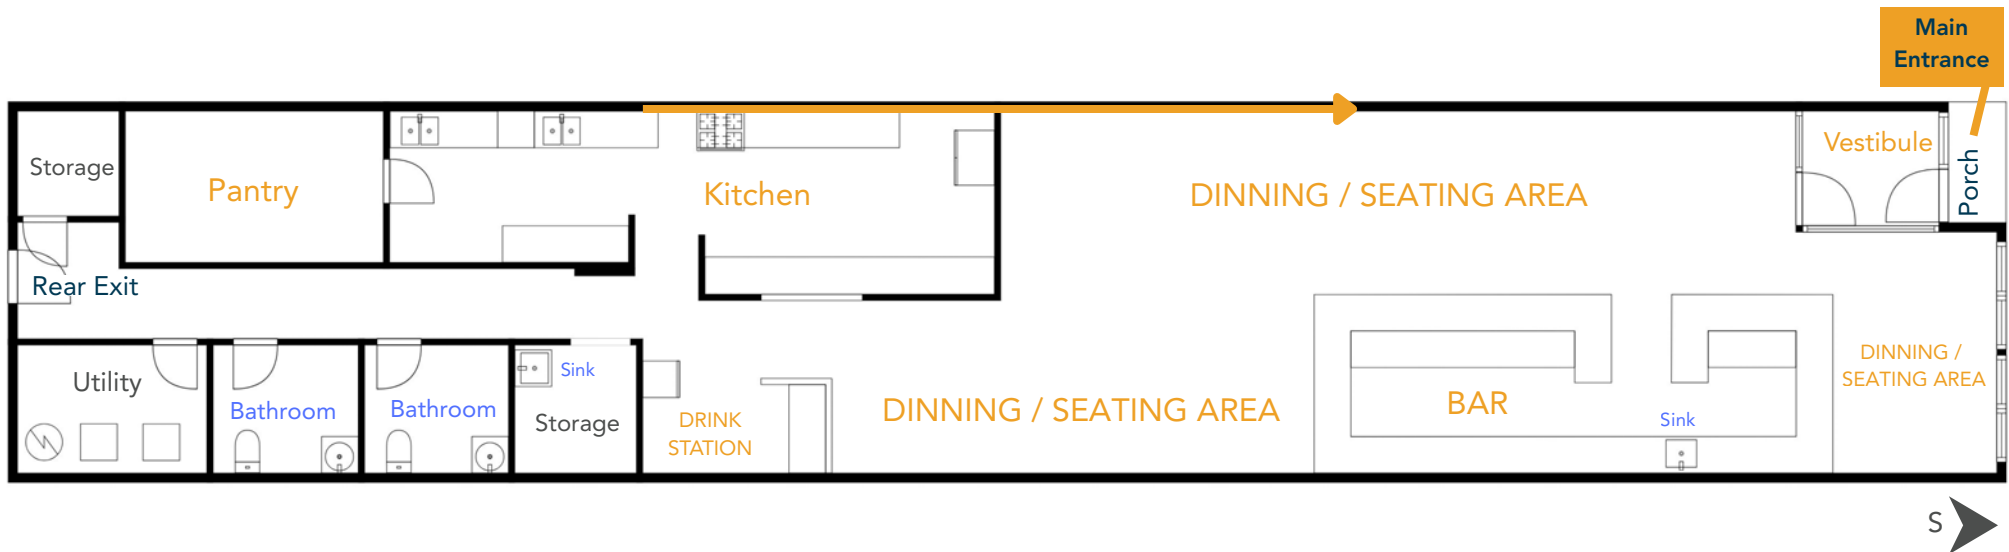 Main
Entrance
Storage
Pantry
Kitchen
DINNING / SEATING AREA
Vestibule
Porch
Rear Exit
Utility
Bathroom
Bathroom
Sink
Storage
DRINK
STATION
DINNING / SEATING AREA
BAR
Sink
DINNING /
SEATING AREA
S